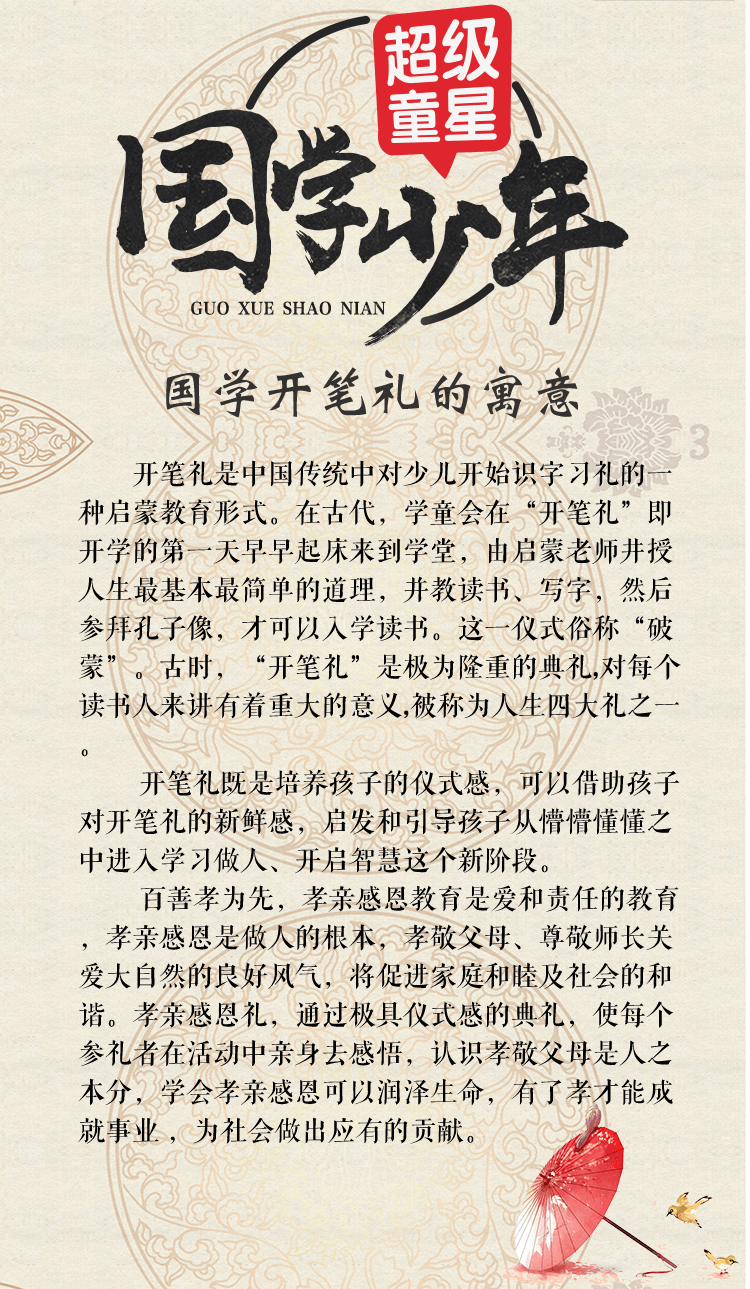 超级
童星
国学少年
GUO XUE SHAO NIAN
国学开笔礼的寓意
3
开笔礼是中国传统中对少儿开始识字习礼的一
种启蒙教育形式。在古代，学童会在“开笔礼”即
开学的第一天早早起床来到学堂，由启蒙老师井授
人生最基本最简单的道理，并教读书、写字，然后
参拜孔子像，才可以入学读书。这一仪式俗称“破
蒙”。古时，“开笔礼”是极为隆重的典礼,对每个
读书人来讲有着重大的意义,被称为人生四大礼之一
。
开笔礼既是培养孩子的仪式感，可以借助孩子
对开笔礼的新鲜感，启发和引导孩子从懵懵懂懂之
中进入学习做人、开启智慧这个新阶段。
百善孝为先，孝亲感恩教育是爱和责任的教育
，孝亲感恩是做人的根本，孝敬父母、尊敬师长关
爱大自然的良好风气，将促进家庭和睦及社会的和
谐。孝亲感恩礼，通过极具仪式感的典礼，使每个
参礼者在活动中亲身去感悟，认识孝敬父母是人之
本分，学会孝亲感恩可以润泽生命，有了孝才能成
就事业 ，为社会做出应有的贡献。